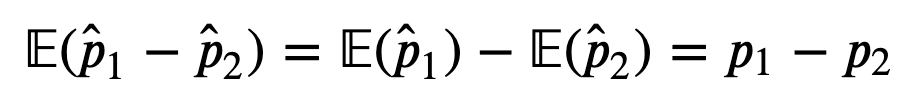 𝔼(p̂₁ − p̂₂) = 𝔼(p̂₁) − 𝔼(p̂₂) = p₁ − p₂